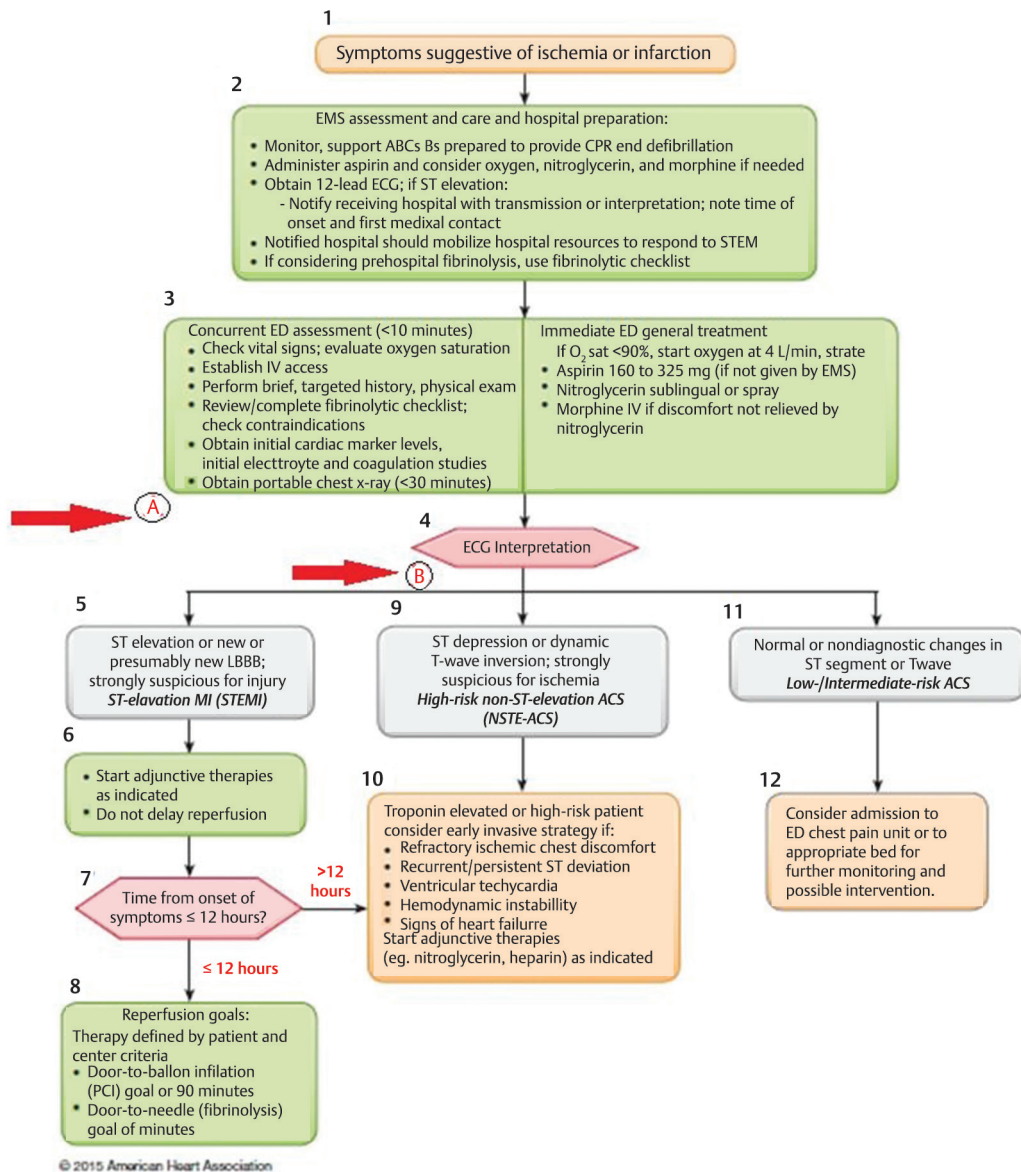 1
Symptoms suggestive of ischemia or infarction
2
EMS assessment and care and hospital preparation:
• Monitor, support ABCs Bs prepared to provide CPR end defibrillation
• Administer aspirin and consider oxygen, nitroglycerin, and morphine if needed
• Obtain 12-lead ECG; if ST elevation:
- Notify receiving hospital with transmission or interpretation; note time of
onset and first medixal contact
• Notified hospital should mobilize hospital resources to respond to STEM
• If considering prehospital fibrinolysis, use fibrinolytic checklist
3
Concurrent ED assessment (<10 minutes)
• Check vital signs; evaluate oxygen saturation
• Establish IV access
• Perform brief, targeted history, physical exam
• Review/complete fibrinolytic checklist;
check contraindications
• Obtain initial cardiac marker levels,
initial electtroyte and coagulation studies
• Obtain portable chest x-ray (<30 minutes)
Immediate ED general treatment
If O2 sat <90%, start oxygen at 4 L/min, strate
• Aspirin 160 to 325 mg (if not given by EMS)
• Nitroglycerin sublingual or spray
• Morphine IV if discomfort not relieved by
nitroglycerin
A
4
ECG Interpretation
B
5
ST elevation or new or
presumably new LBBB;
strongly suspicious for injury
ST-elavation MI (STEMI)
9
ST depression or dynamic
T-wave inversion; strongly
suspicious for ischemia
High-risk non-ST-elevation ACS
(NSTE-ACS)
11
Normal or nondiagnostic changes in
ST segment or Twave
Low-/Intermediate-risk ACS
6
• Start adjunctive therapies
as indicated
• Do not delay reperfusion
10
Troponin elevated or high-risk patient
consider early invasive strategy if:
• Refractory ischemic chest discomfort
• Recurrent/persistent ST deviation
• Ventricular techycardia
• Hemodynamic instabillity
• Signs of heart failurre
Start adjunctive therapies
(eg. nitroglycerin, heparin) as indicated
12
Consider admission to
ED chest pain unit or to
appropriate bed for
further monitoring and
possible intervention.
7
Time from onset of
symptoms ≤ 12 hours?
>12
hours
≤ 12 hours
8
Reperfusion goals:
Therapy defined by patient and
center criteria
• Door-to-ballon infilation
(PCI) goal or 90 minutes
• Door-to-needle (fibrinolysis)
goal of minutes
© 2015 American Heart Association